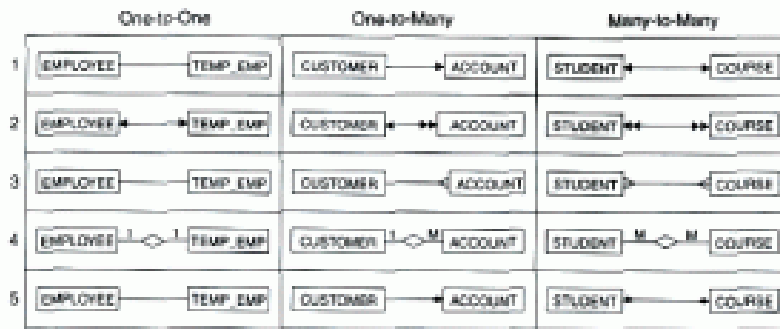 One-to-One One-to-Many Many-to-Many
1 EMPLOYEE TEMP_EMP CUSTOMER ACCOUNT STUDENT COURSE
2 EMPLOYEE TEMP_EMP CUSTOMER ACCOUNT STUDENT COURSE
3 EMPLOYEE TEMP_EMP CUSTOMER ACCOUNT STUDENT COURSE
4 EMPLOYEE 1 1 TEMP_EMP CUSTOMER 1 M ACCOUNT STUDENT M M COURSE
5 EMPLOYEE TEMP_EMP CUSTOMER ACCOUNT STUDENT COURSE